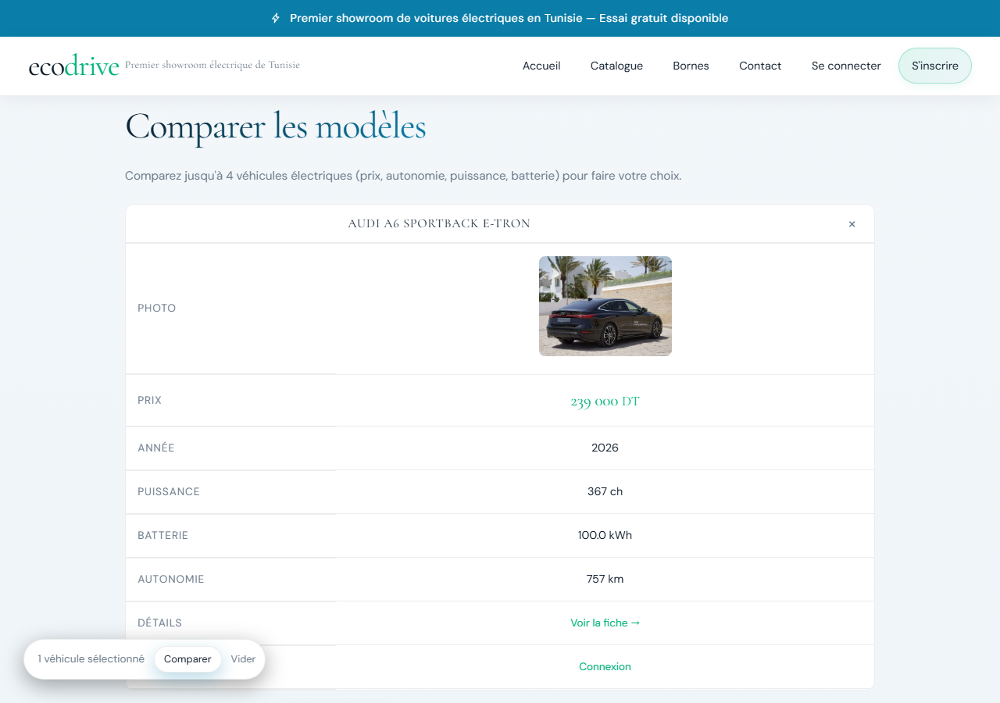 Premier showroom de voitures électriques en Tunisie — Essai gratuit disponible
ecodrive Premier showroom électrique de Tunisie
Accueil Catalogue Bornes Contact Se connecter S'inscrire
Comparer les modèles
Comparez jusqu'à 4 véhicules électriques (prix, autonomie, puissance, batterie) pour faire votre choix.
AUDI A6 SPORTBACK E-TRON ×
PHOTO
PRIX 239 000 DT
ANNÉE 2026
PUISSANCE 367 ch
BATTERIE 100.0 kWh
AUTONOMIE 757 km
DÉTAILS Voir la fiche →
1 véhicule sélectionné Comparer Vider
Connexion